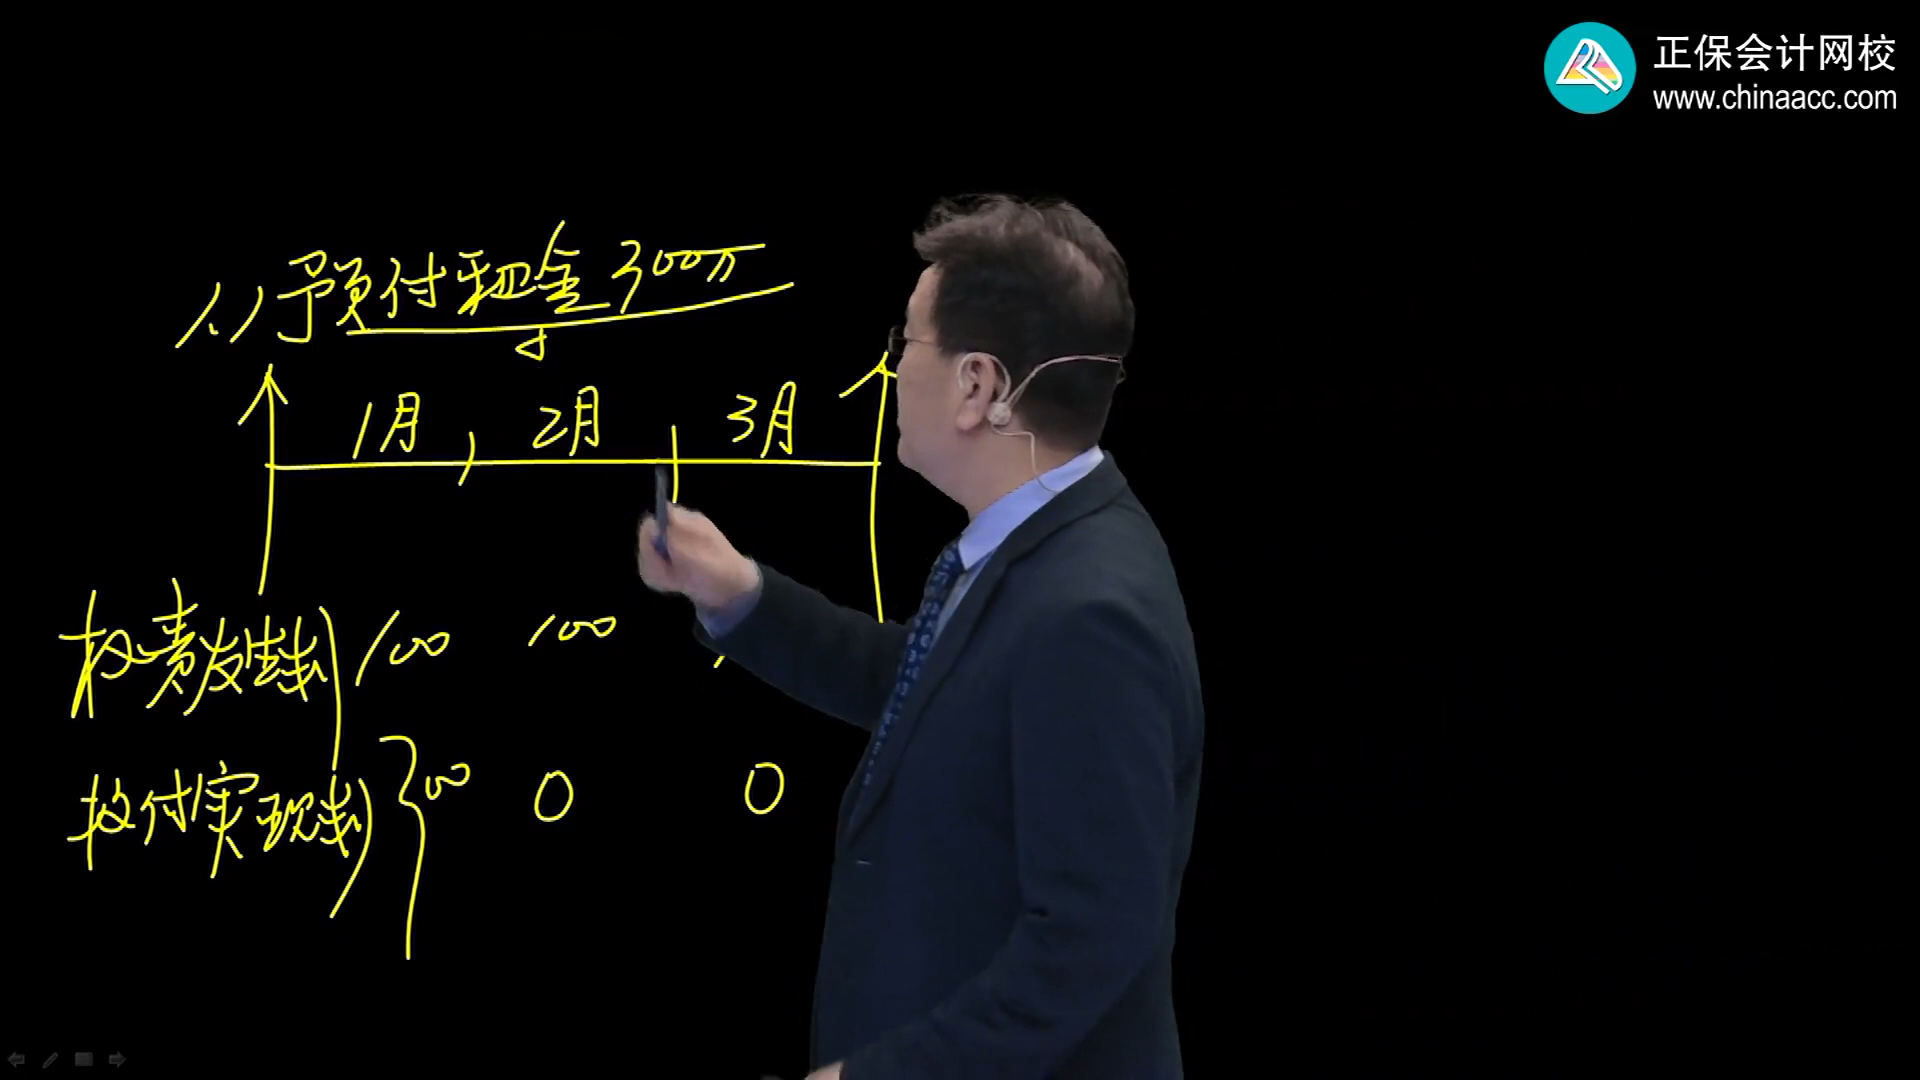 正保会计网校
www.chinaacc.com
1.1 预付租金300万
1月 2月 3月
权责发生制 100 100
收付实现制 300 0 0